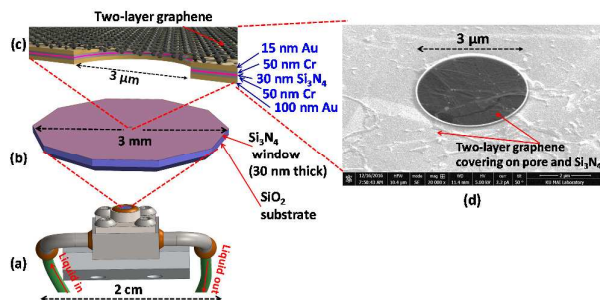 (c)
Two-layer graphene
15 nm Au
50 nm Cr
30 nm Si₃N₄
50 nm Cr
100 nm Au
3 µm
3 mm
Si₃N₄
window
(30 nm thick)
SiO₂
substrate
(b)
(a)
Liquid in
Liquid out
2 cm
3 µm
Two-layer graphene
covering on pore and Si₃N₄
(d)